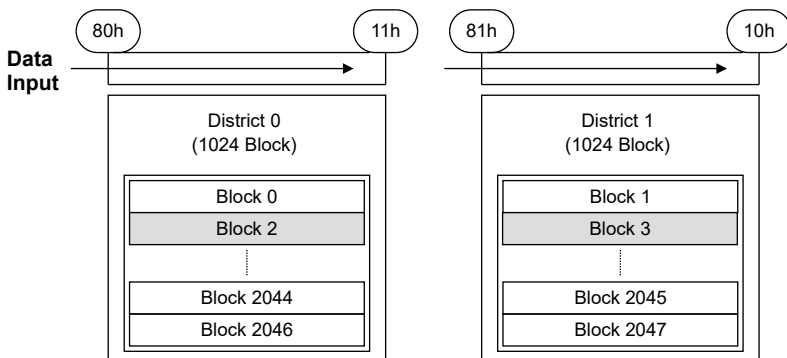 80h
11h
81h
10h
Data
Input
District 0
(1024 Block)
Block 0
Block 2
Block 2044
Block 2046
District 1
(1024 Block)
Block 1
Block 3
Block 2045
Block 2047